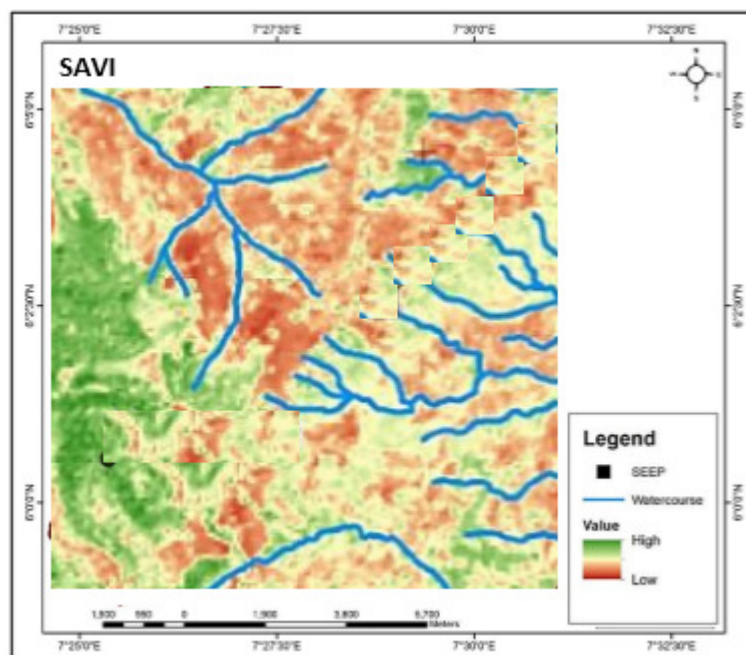 7°25'0"E 7°27'30"E 7°30'0"E 7°32'30"E
SAVI
N
W E
S
6°5'0"N 6°5'0"N
6°2'30"N 6°2'30"N
6°0'0"N 6°0'0"N
Legend
SEEP
Watercourse
Value
High
Low
1,900 950 0 1,900 3,800 5,700
Meters
7°25'0"E 7°27'30"E 7°30'0"E 7°32'30"E